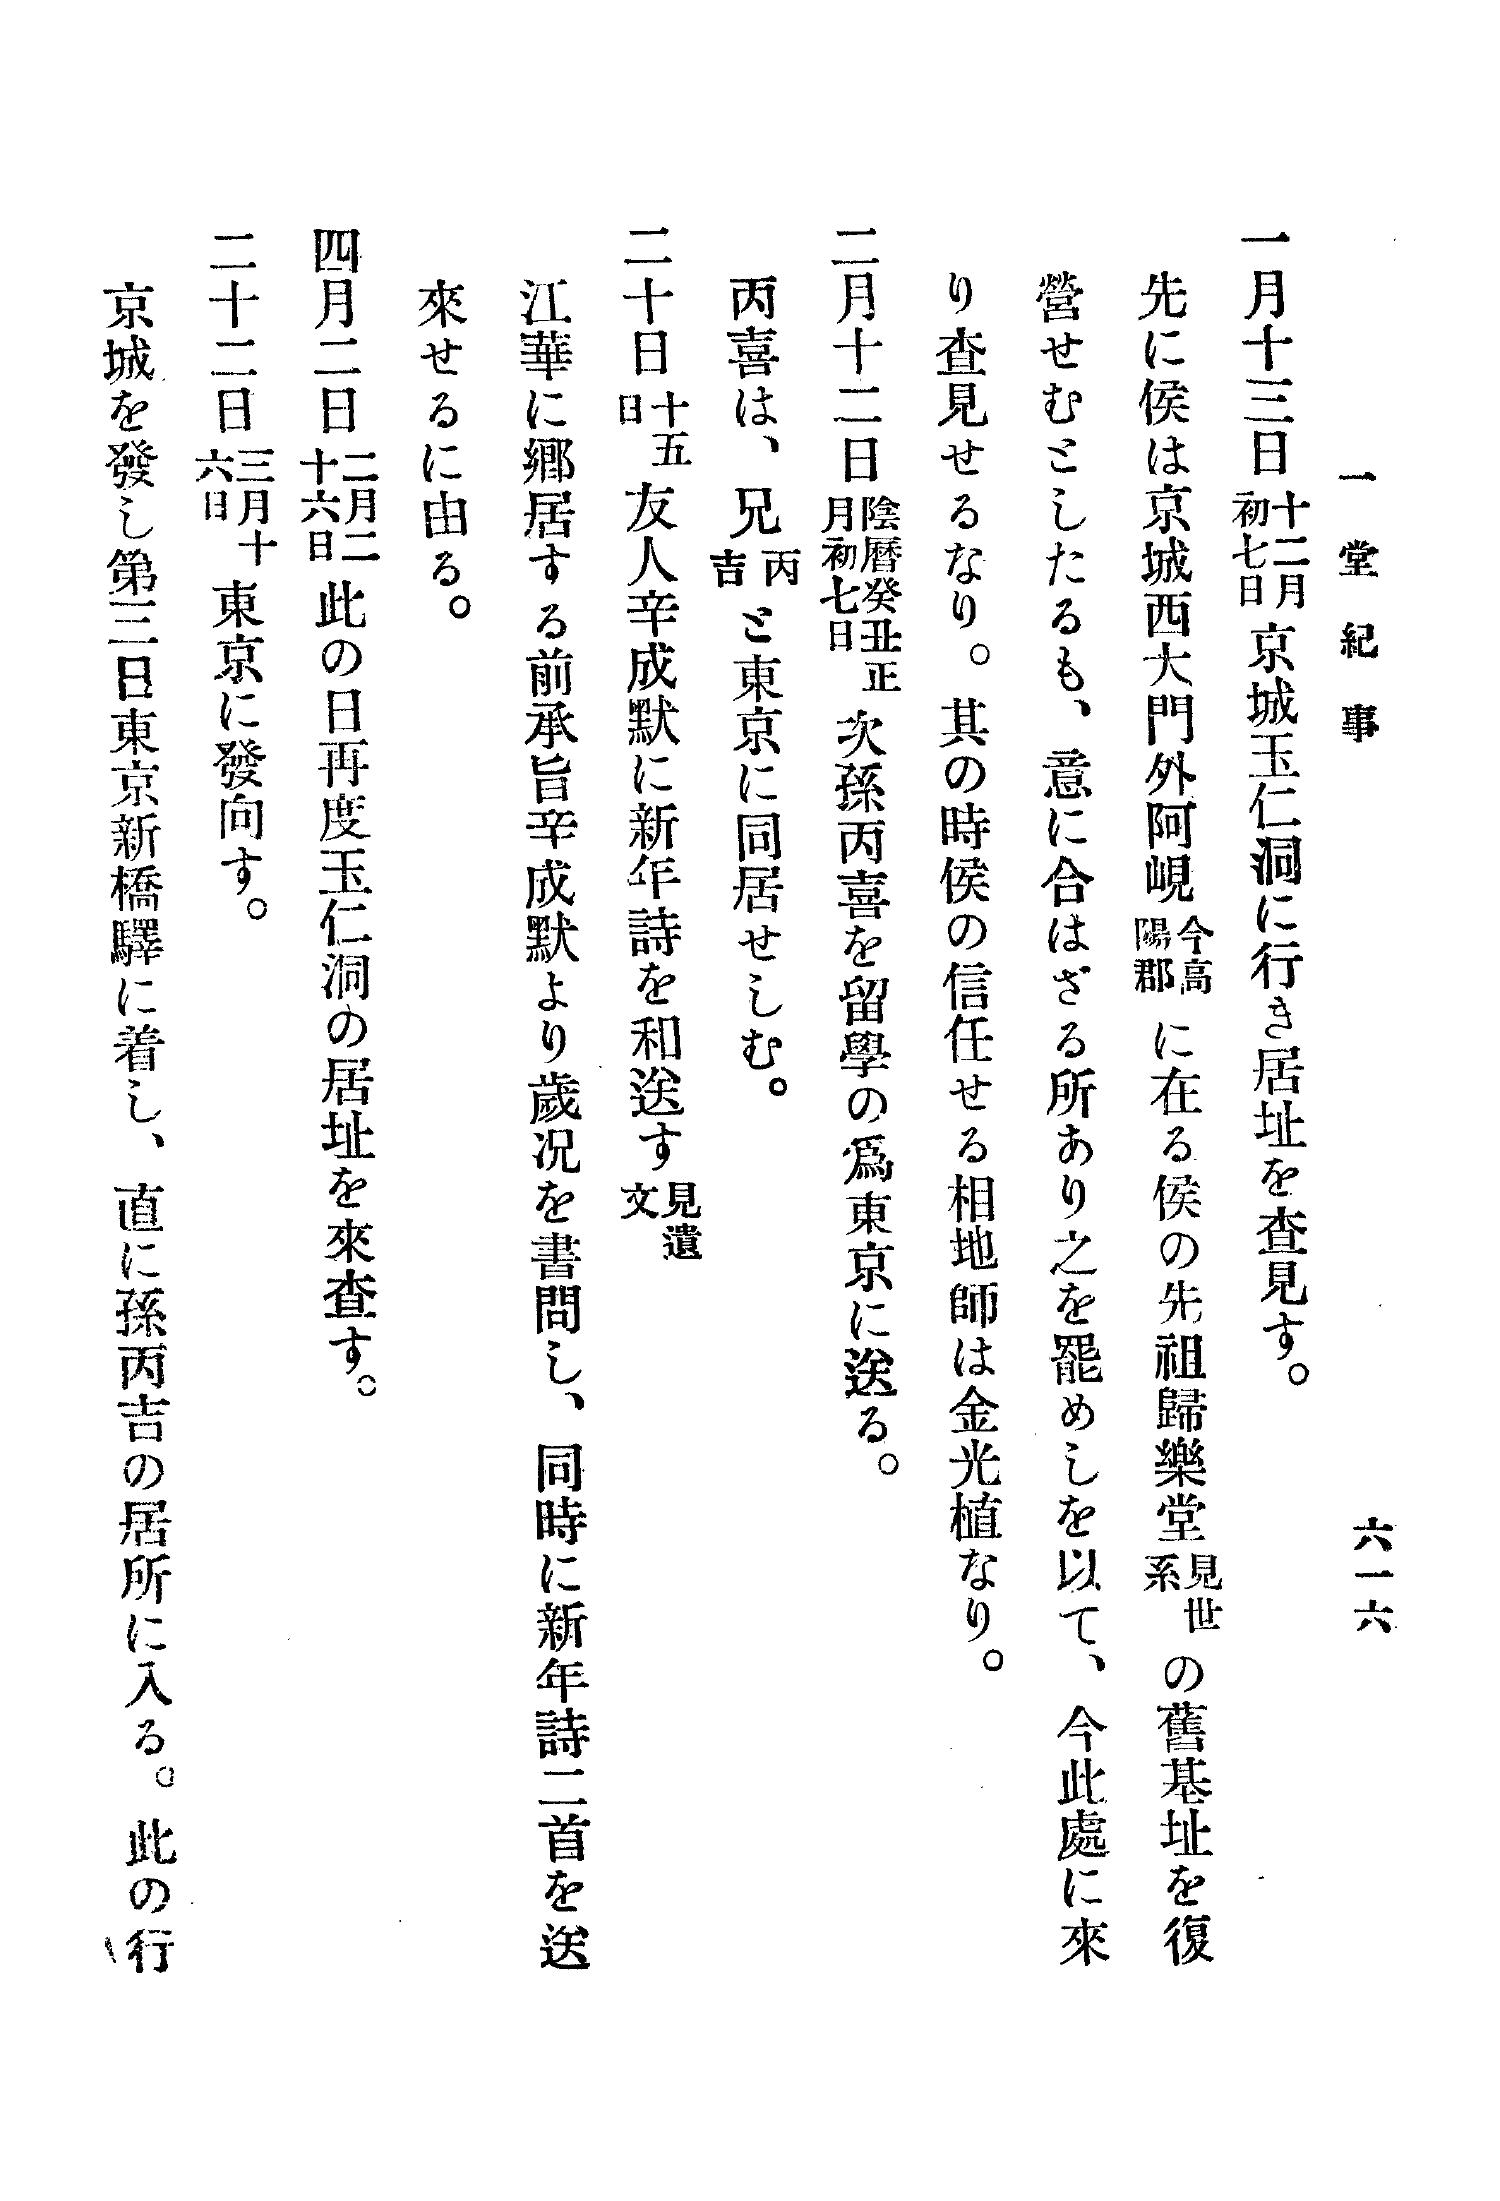 一堂紀事 六一六
一月十三日十二月初七日京城玉仁洞に行き居址を査見す。
先に侯は京城西大門外阿峴今高陽郡に在る侯の先祖歸樂堂見世系の舊基址を復
營せむとしたるも、意に合はざる所あり之を罷めしを以て、今此處に來
り査見せるなり。其の時侯の信任せる相地師は金光植なり。
二月十二日陰曆癸丑正月初七日次孫丙喜を留學の爲東京に送る。
丙喜は、兄丙吉と東京に同居せしむ。
二十日十五日友人辛成默に新年詩を和送す見遺文
江華に鄕居する前承旨辛成默より歲況を書問し、同時に新年詩二首を送
來せるに由る。
四月二日二月二十六日此の日再度玉仁洞の居址を來査す。
二十二日三月十六日東京に發向す。
京城を發し第三日東京新橋驛に着し、直に孫丙吉の居所に入る。此の行